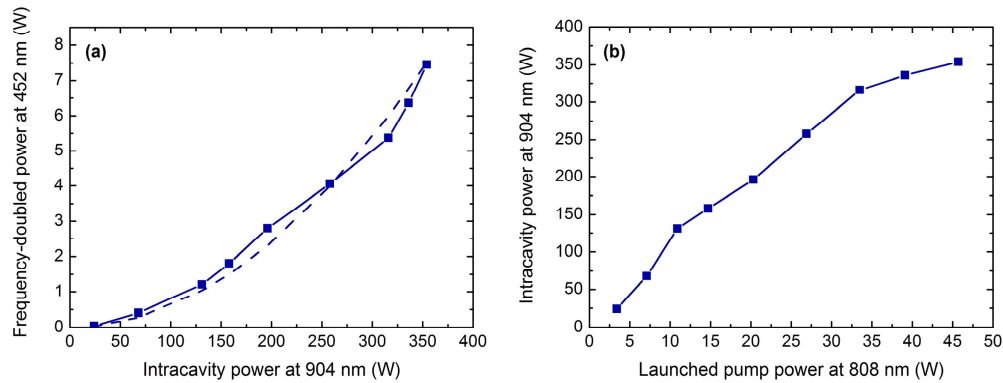 (a)
Frequency-doubled power at 452 nm (W)
8
7
6
5
4
3
2
1
0
0 50 100 150 200 250 300 350 400
Intracavity power at 904 nm (W)
(b)
Intracavity power at 904 nm (W)
400
350
300
250
200
150
100
50
0
0 5 10 15 20 25 30 35 40 45 50
Launched pump power at 808 nm (W)